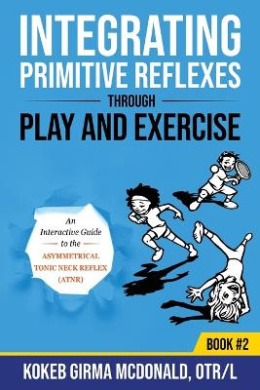 INTEGRATING
PRIMITIVE REFLEXES
THROUGH
PLAY AND EXERCISE
An
Interactive Guide
to the
ASYMMETRICAL
TONIC NECK REFLEX
(ATNR)
BOOK #2
KOKEB GIRMA MCDONALD, OTR/L